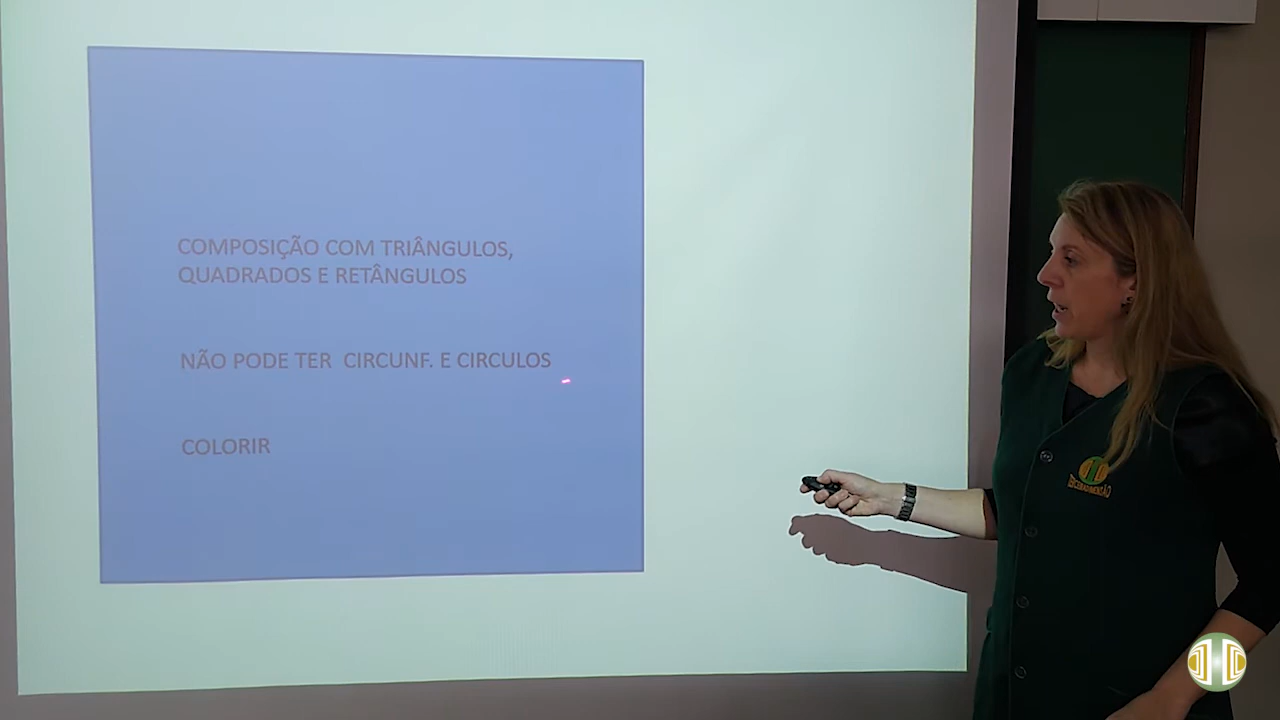 COMPOSIÇÃO COM TRIÂNGULOS,
QUADRADOS E RETÂNGULOS
NÃO PODE TER CIRCUNF. E CIRCULOS
COLORIR